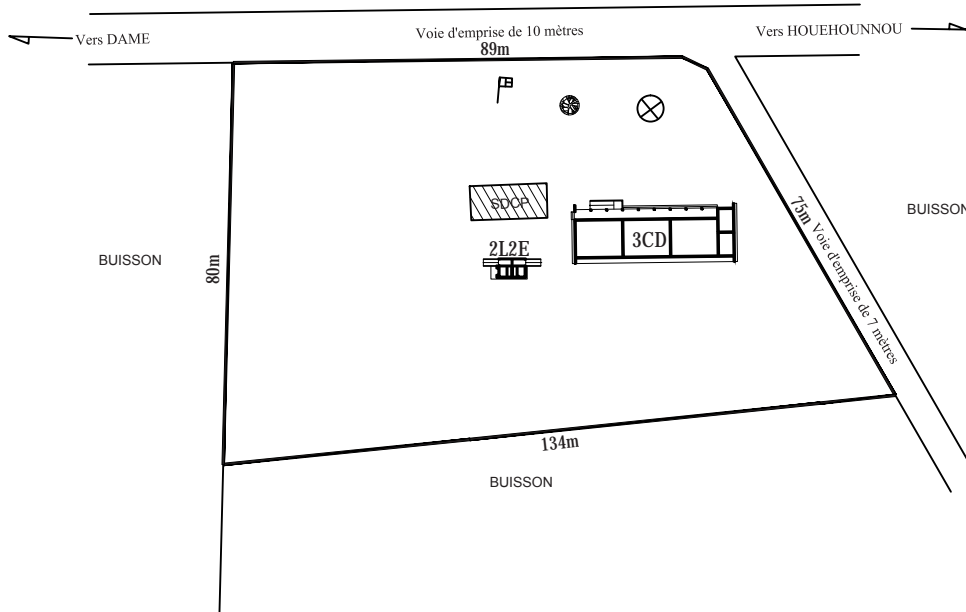 Vers DAME
Voie d'emprise de 10 mètres
Vers HOUEHOUNNOU
89m
SDCP
75m
Voie d'emprise de 7 mètres
BUISSON
2L2E
3CD
BUISSON
80m
134m
BUISSON